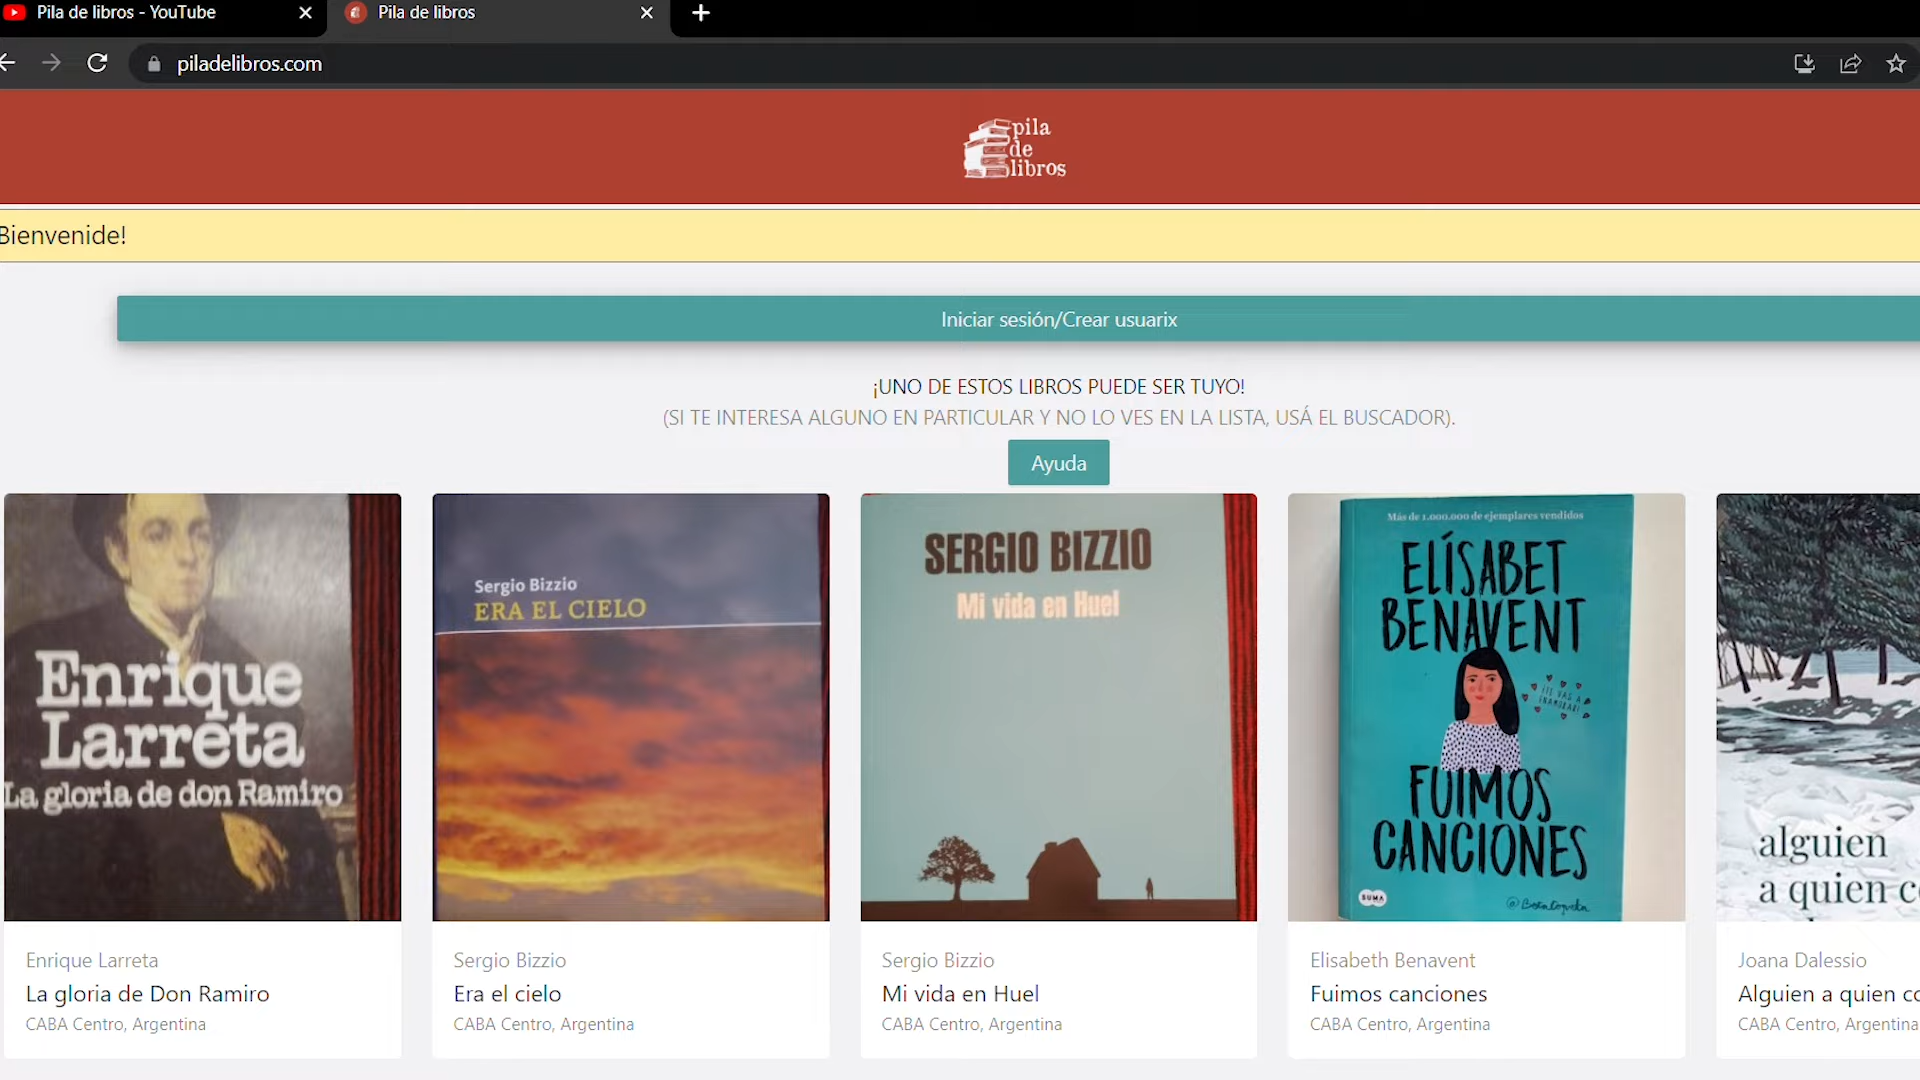 Pila de libros - YouTube
Pila de libros
piladelibros.com
pila
de
libros
Bienvenide!
Iniciar sesión/Crear usuarix
¡UNO DE ESTOS LIBROS PUEDE SER TUYO!
(SI TE INTERESA ALGUNO EN PARTICULAR Y NO LO VES EN LA LISTA, USÁ EL BUSCADOR).
Ayuda
Enrique
Larreta
La gloria de don Ramiro
Sergio Bizzio
ERA EL CIELO
SERGIO BIZZIO
Mi vida en Huel
Más de 1.000.000 de ejemplares vendidos
ELÍSABET
BENAVENT
¡TE VAS A
ENAMORAR!
FUIMOS
CANCIONES
SUMA
@BetaCoqueta
alguien
a quien co
Enrique Larreta
La gloria de Don Ramiro
CABA Centro, Argentina
Sergio Bizzio
Era el cielo
CABA Centro, Argentina
Sergio Bizzio
Mi vida en Huel
CABA Centro, Argentina
Elisabeth Benavent
Fuimos canciones
CABA Centro, Argentina
Joana Dalessio
Alguien a quien co
CABA Centro, Argentina